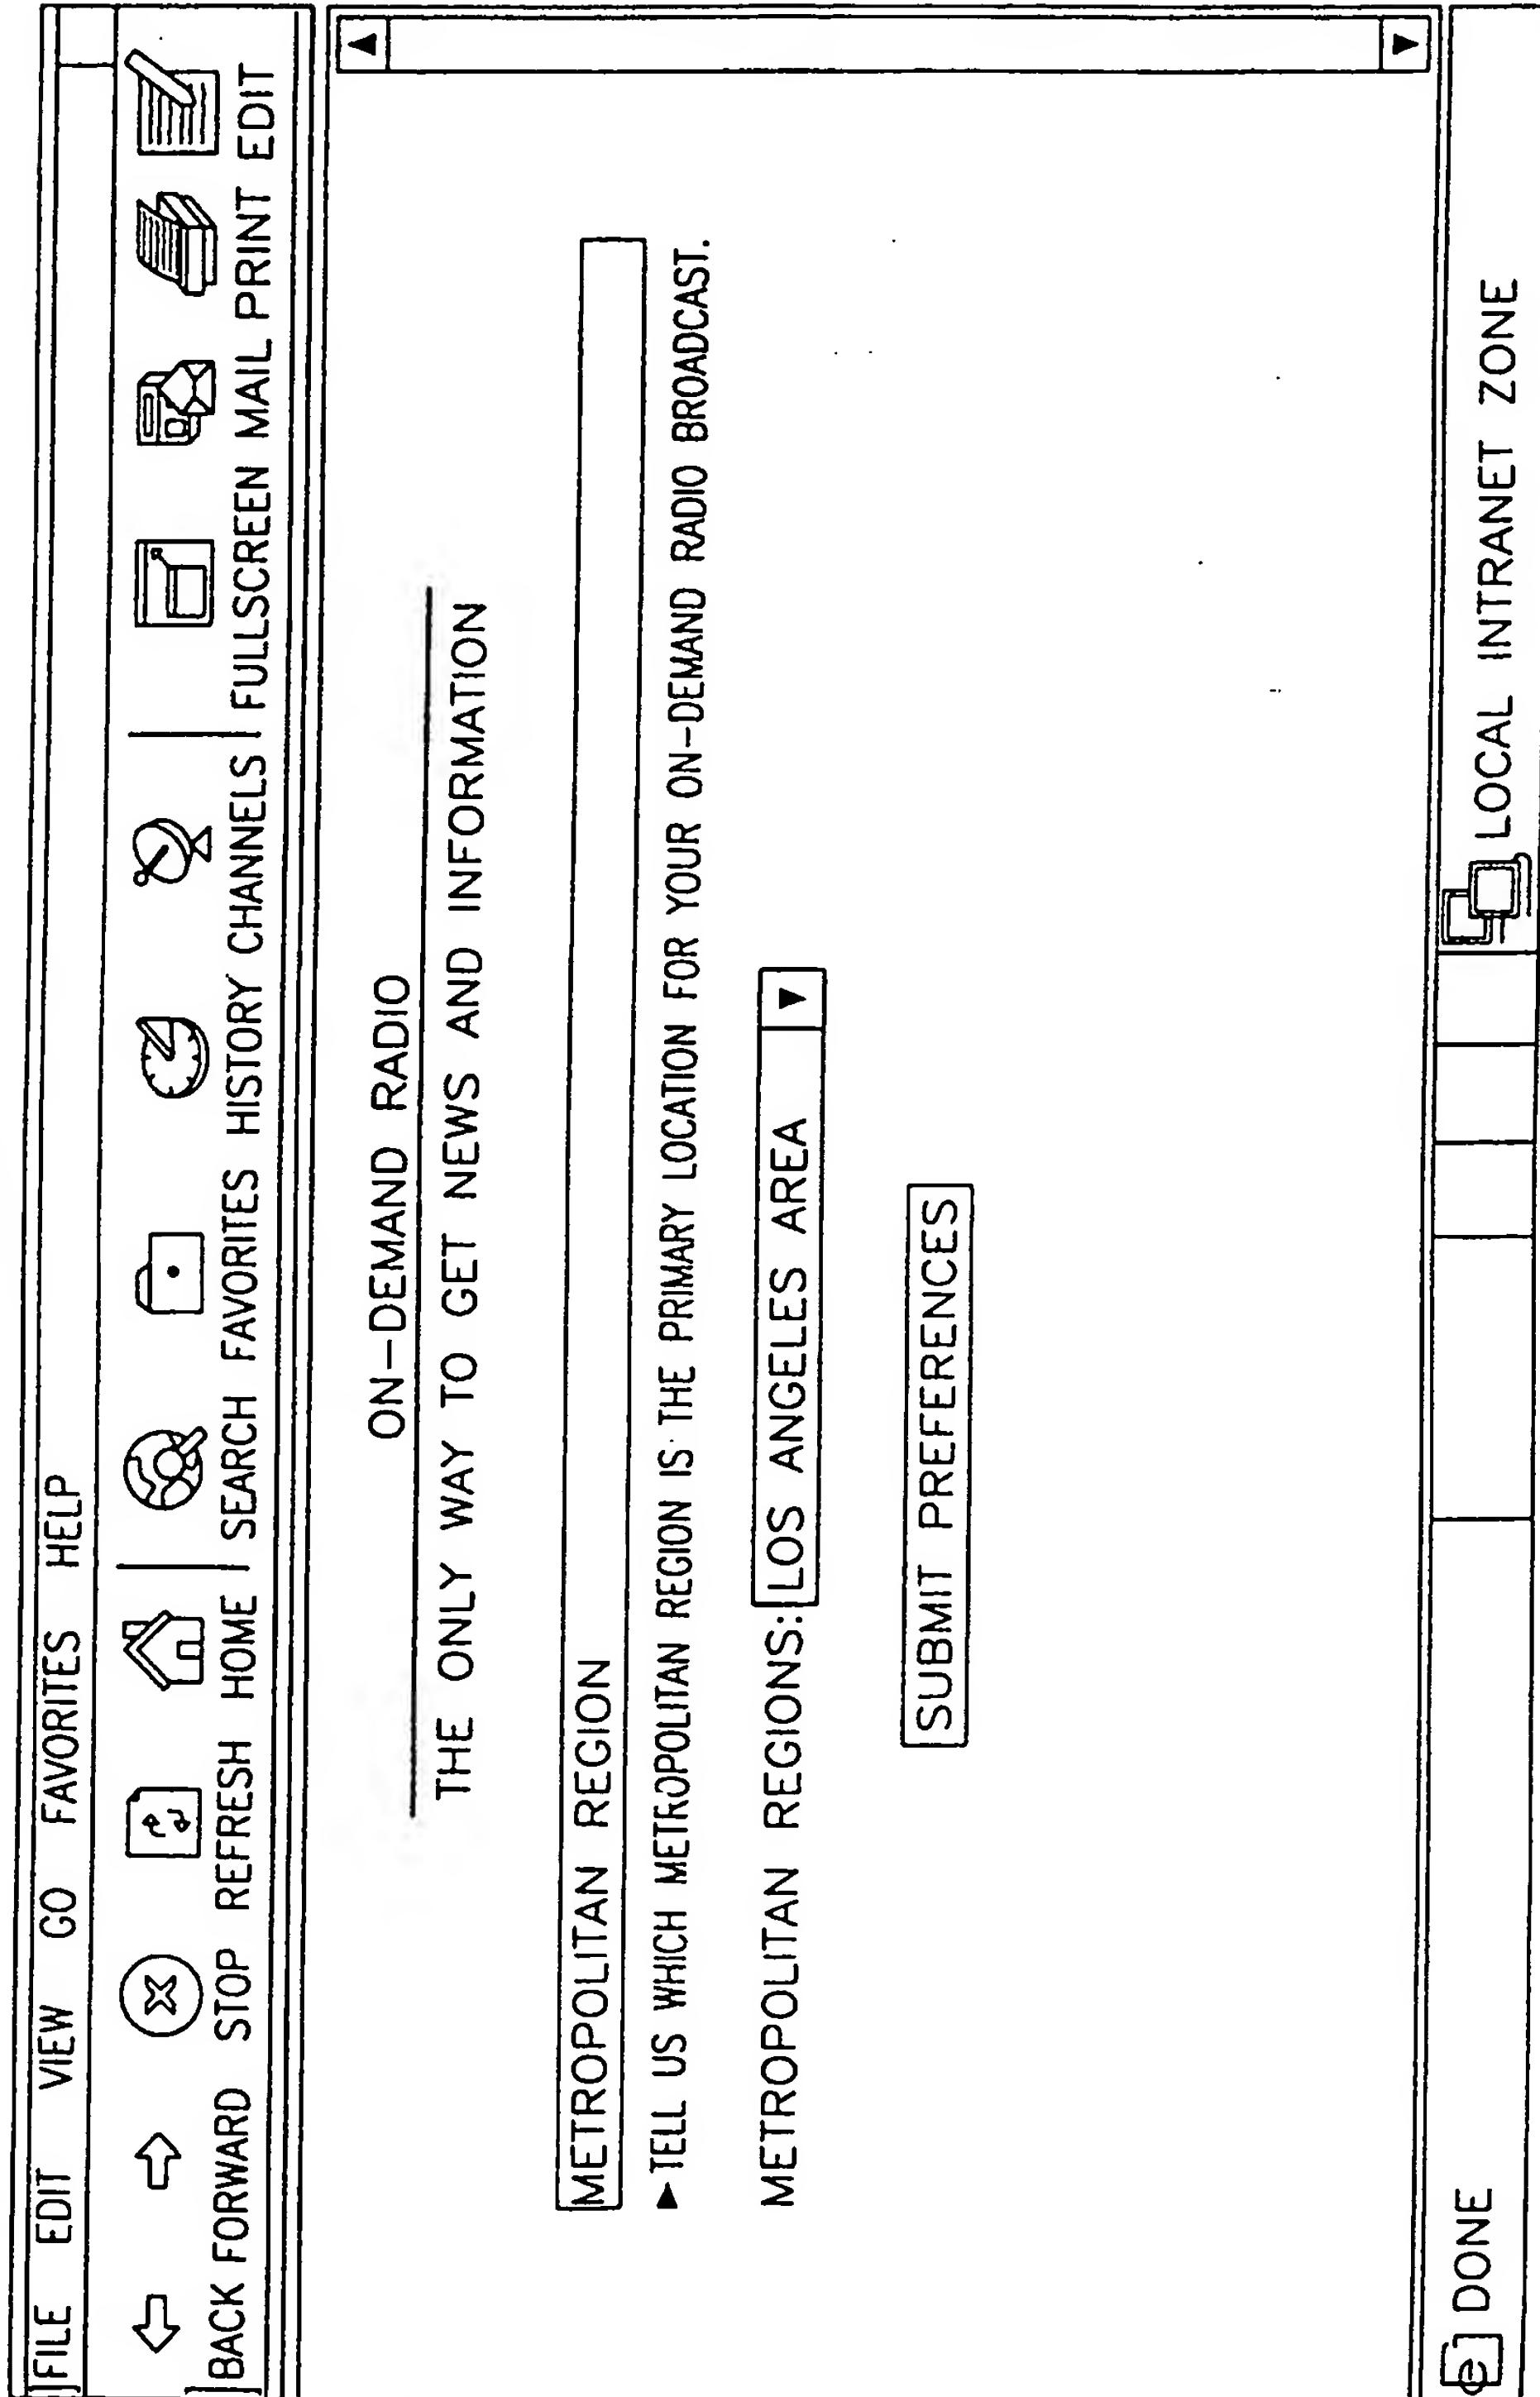 FILE EDIT VIEW GO FAVORITES HELP
BACK FORWARD STOP REFRESH HOME SEARCH FAVORITES HISTORY CHANNELS FULLSCREEN MAIL PRINT EDIT
ON-DEMAND RADIO
THE ONLY WAY TO GET NEWS AND INFORMATION
METROPOLITAN REGION
►TELL US WHICH METROPOLITAN REGION IS THE PRIMARY LOCATION FOR YOUR ON-DEMAND RADIO BROADCAST.
METROPOLITAN REGIONS: LOS ANGELES AREA ▼
SUBMIT PREFERENCES
e DONE LOCAL INTRANET ZONE